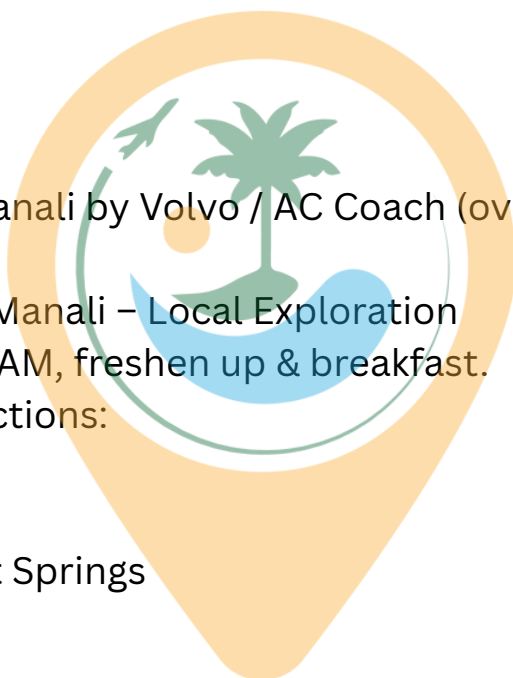 anali by Volvo / AC Coach (ov
Manali – Local Exploration
AM, freshen up & breakfast.
ctions:
t Springs